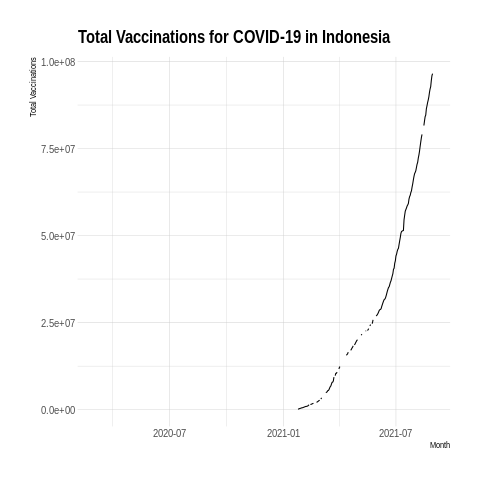 Total Vaccinations for COVID-19 in Indonesia
Total Vaccinations
1.0e+08
7.5e+07
5.0e+07
2.5e+07
0.0e+00
2020-07 2021-01 2021-07
Month